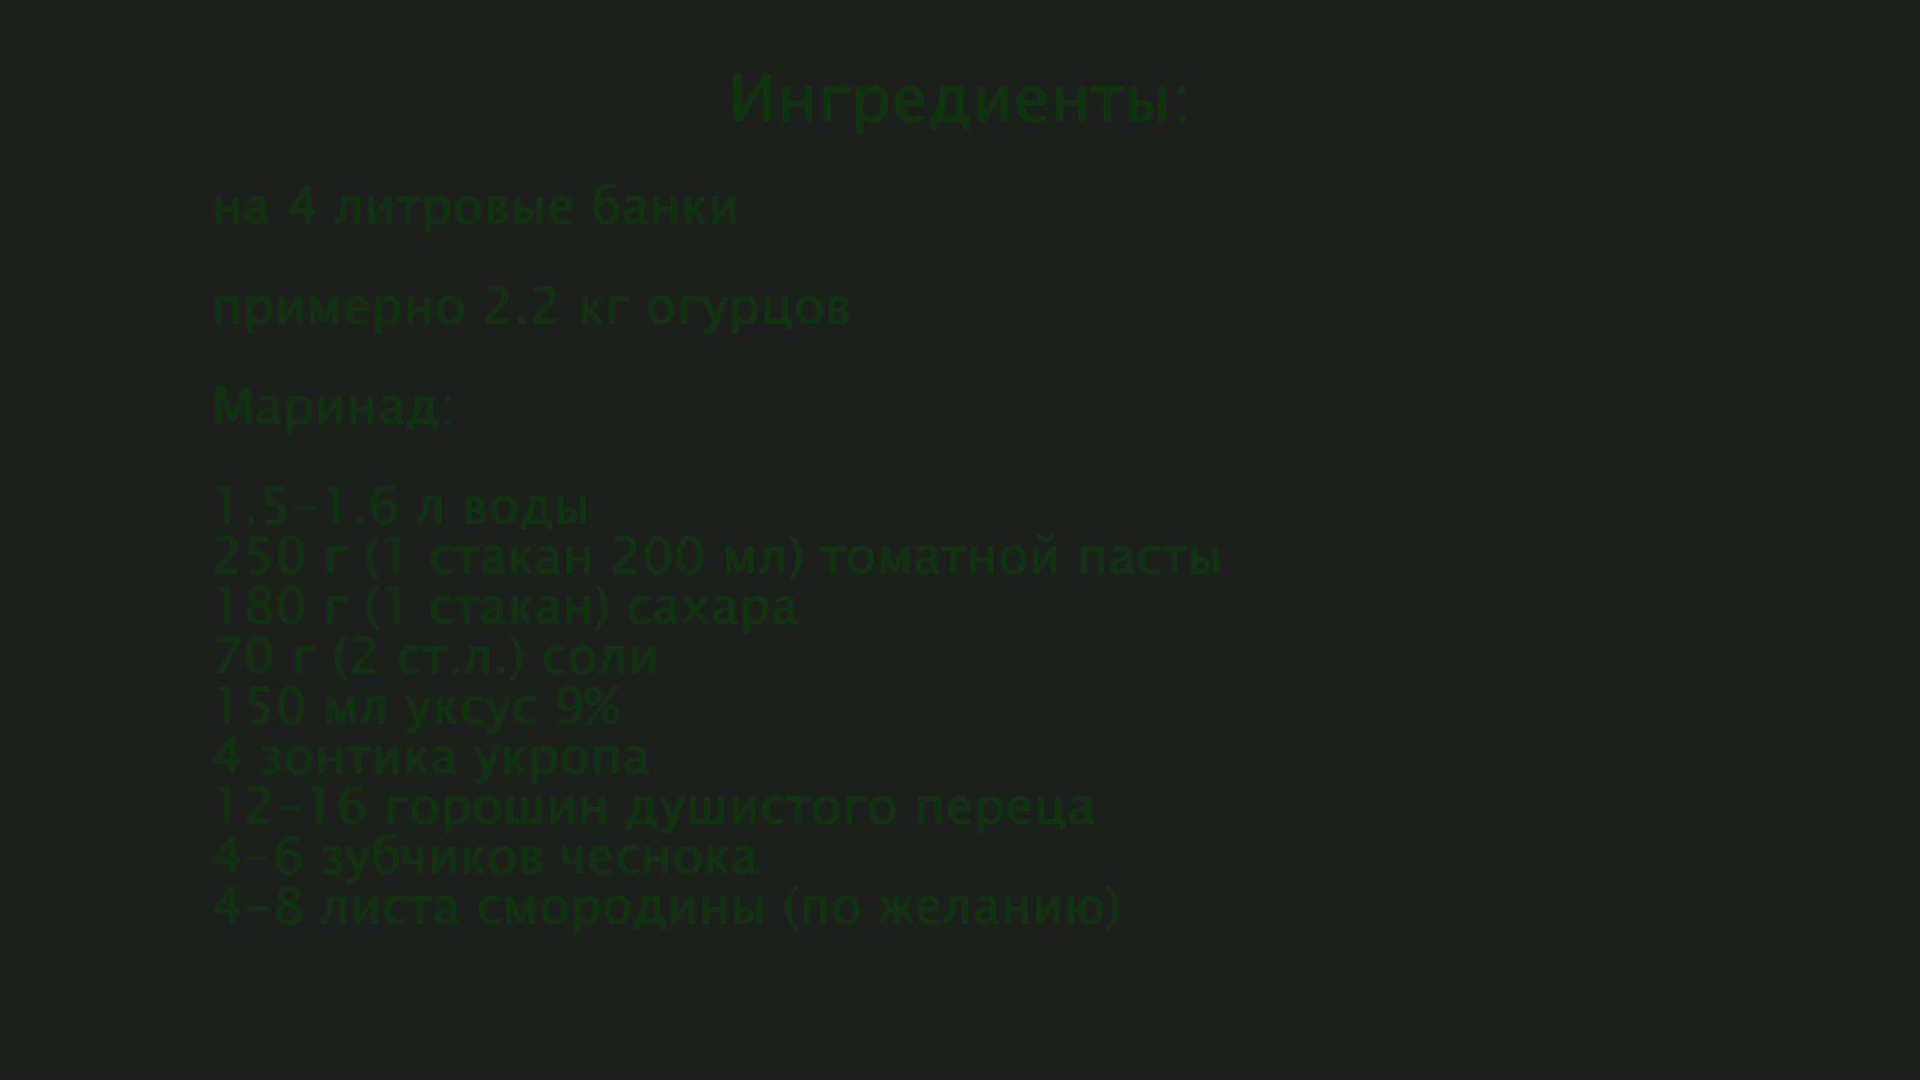 Ингредиенты:
на 4 литровые банки
примерно 2.2 кг огурцов
Маринад:
1.5-1.6 л воды
250 г (1 стакан 200 мл) томатной пасты
180 г (1 стакан) сахара
70 г (2 ст.л.) соли
150 мл уксус 9%
4 зонтика укропа
12-16 горошин душистого переца
4-6 зубчиков чеснока
4-8 листа смородины (по желанию)